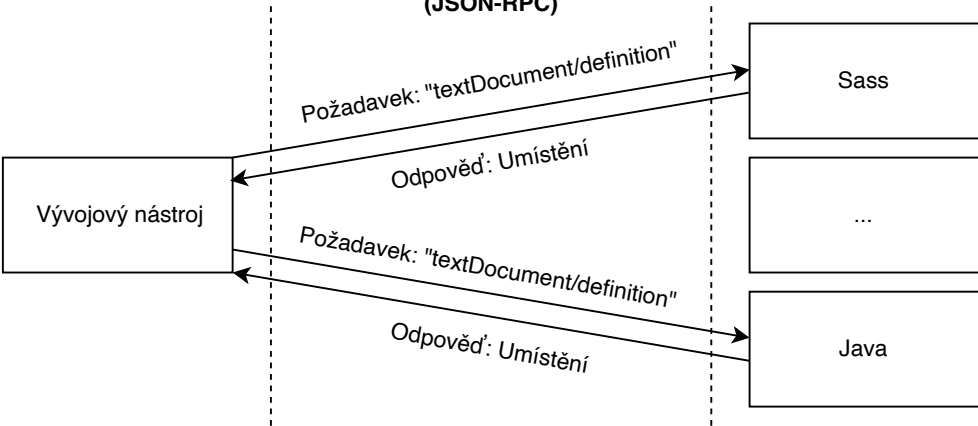 (JSON-RPC)
Požadavek: "textDocument/definition"
Sass
Odpověď: Umístění
Vývojový nástroj
...
Požadavek: "textDocument/definition"
Odpověď: Umístění
Java